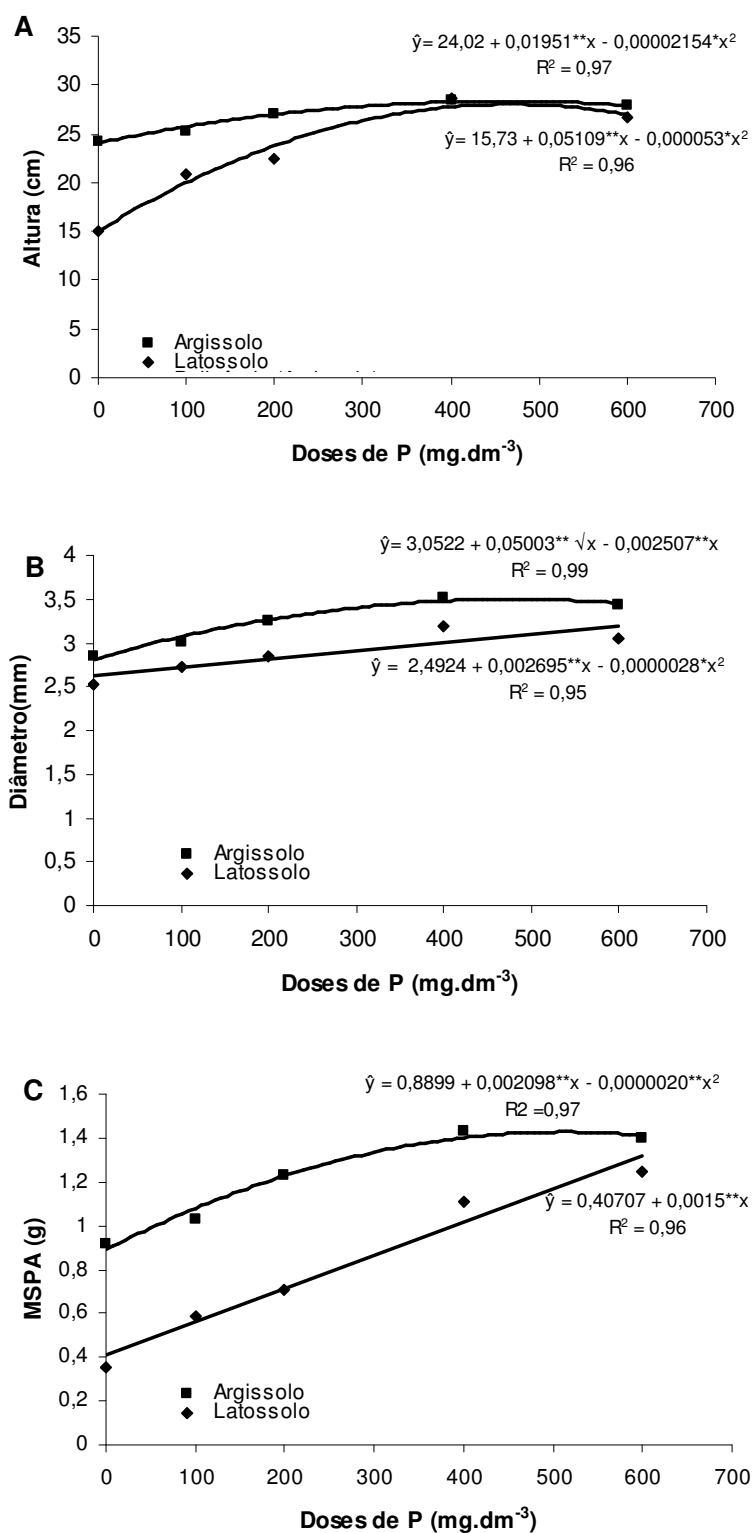 A
ŷ= 24,02 + 0,01951**x - 0,00002154*x²
R² = 0,97
35
30
25
20
15
10
5
0
Altura (cm)
ŷ= 15,73 + 0,05109**x - 0,000053*x²
R² = 0,96
Argissolo
Latossolo
0 100 200 300 400 500 600 700
Doses de P (mg.dm⁻³)
B
ŷ= 3,0522 + 0,05003** √x - 0,002507**x
R² = 0,99
4
3,5
3
2,5
2
1,5
1
0,5
0
Diâmetro(mm)
ŷ = 2,4924 + 0,002695**x - 0,0000028*x²
R² = 0,95
Argissolo
Latossolo
0 100 200 300 400 500 600 700
Doses de P (mg.dm⁻³)
C
ŷ = 0,8899 + 0,002098**x - 0,0000020**x²
R2 =0,97
1,6
1,4
1,2
1
0,8
0,6
0,4
0,2
0
MSPA (g)
ŷ = 0,40707 + 0,0015**x
R² = 0,96
Argissolo
Latossolo
0 100 200 300 400 500 600 700
Doses de P (mg.dm⁻³)